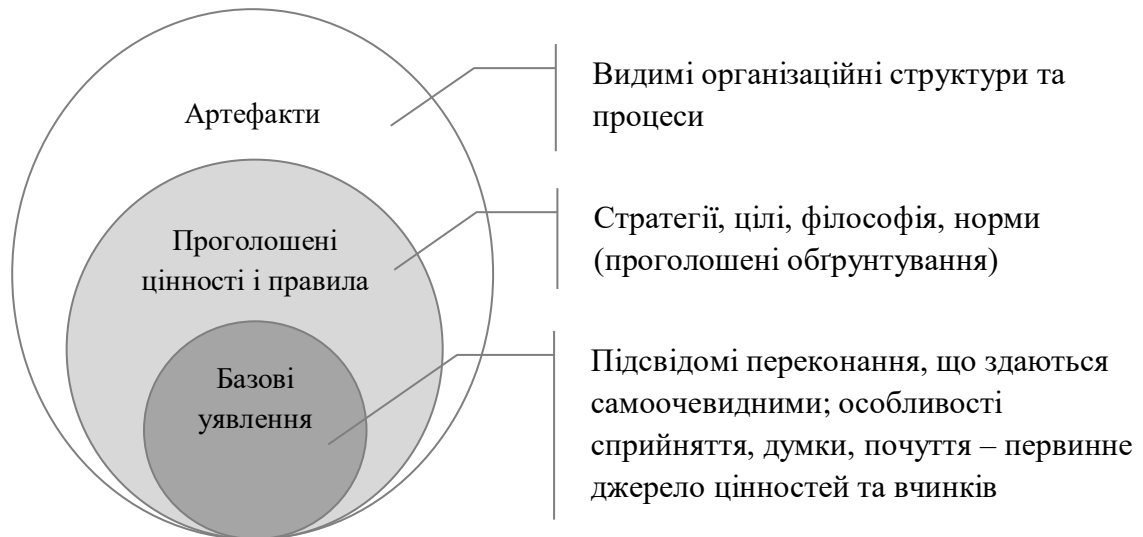 Артефакти
Видимі організаційні структури та
процеси
Проголошені
цінності і правила
Стратегії, цілі, філософія, норми
(проголошені обґрунтування)
Базові
уявлення
Підсвідомі переконання, що здаються
самоочевидними; особливості
сприйняття, думки, почуття – первинне
джерело цінностей та вчинків